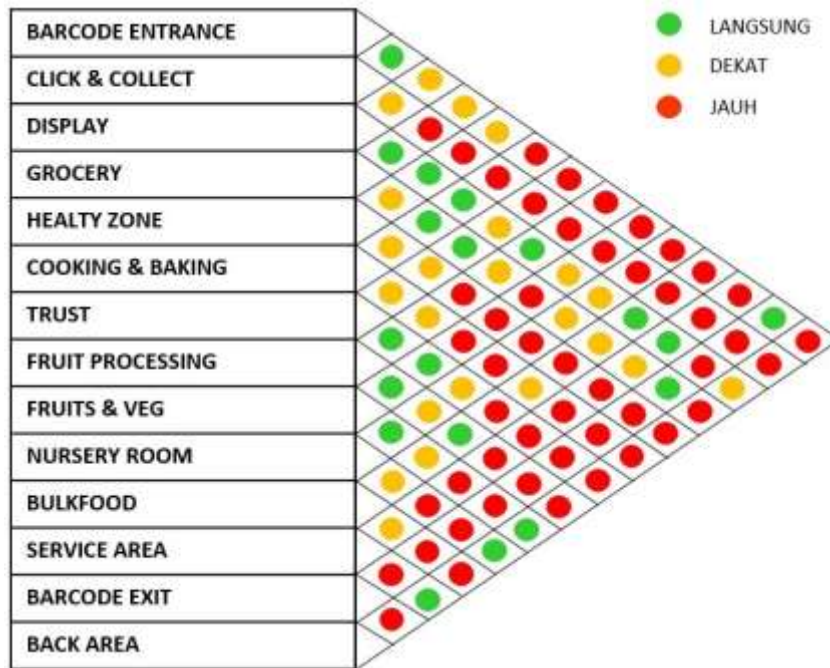 BARCODE ENTRANCE
CLICK & COLLECT
DISPLAY
GROCERY
HEALTY ZONE
COOKING & BAKING
TRUST
FRUIT PROCESSING
FRUITS & VEG
NURSERY ROOM
BULKFOOD
SERVICE AREA
BARCODE EXIT
BACK AREA
LANGSUNG
DEKAT
JAUH